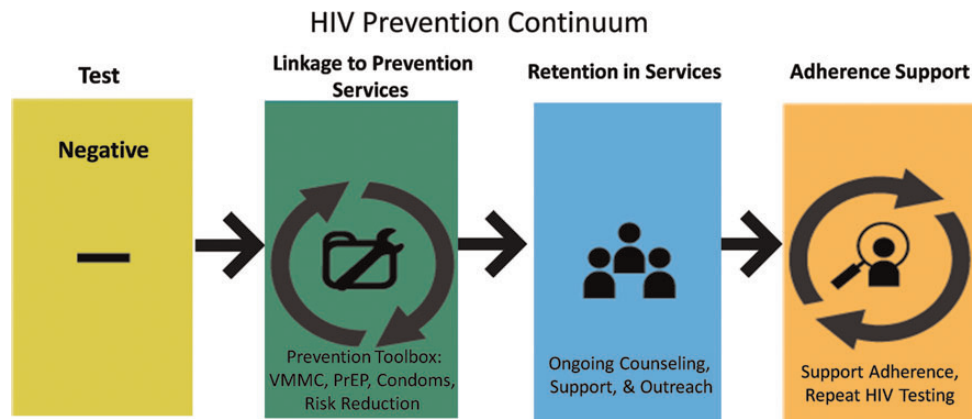 HIV Prevention Continuum
Test
Linkage to Prevention
Services
Retention in Services
Adherence Support
Negative
Prevention Toolbox:
VMMC, PrEP, Condoms,
Risk Reduction
Ongoing Counseling,
Support, & Outreach
Support Adherence,
Repeat HIV Testing